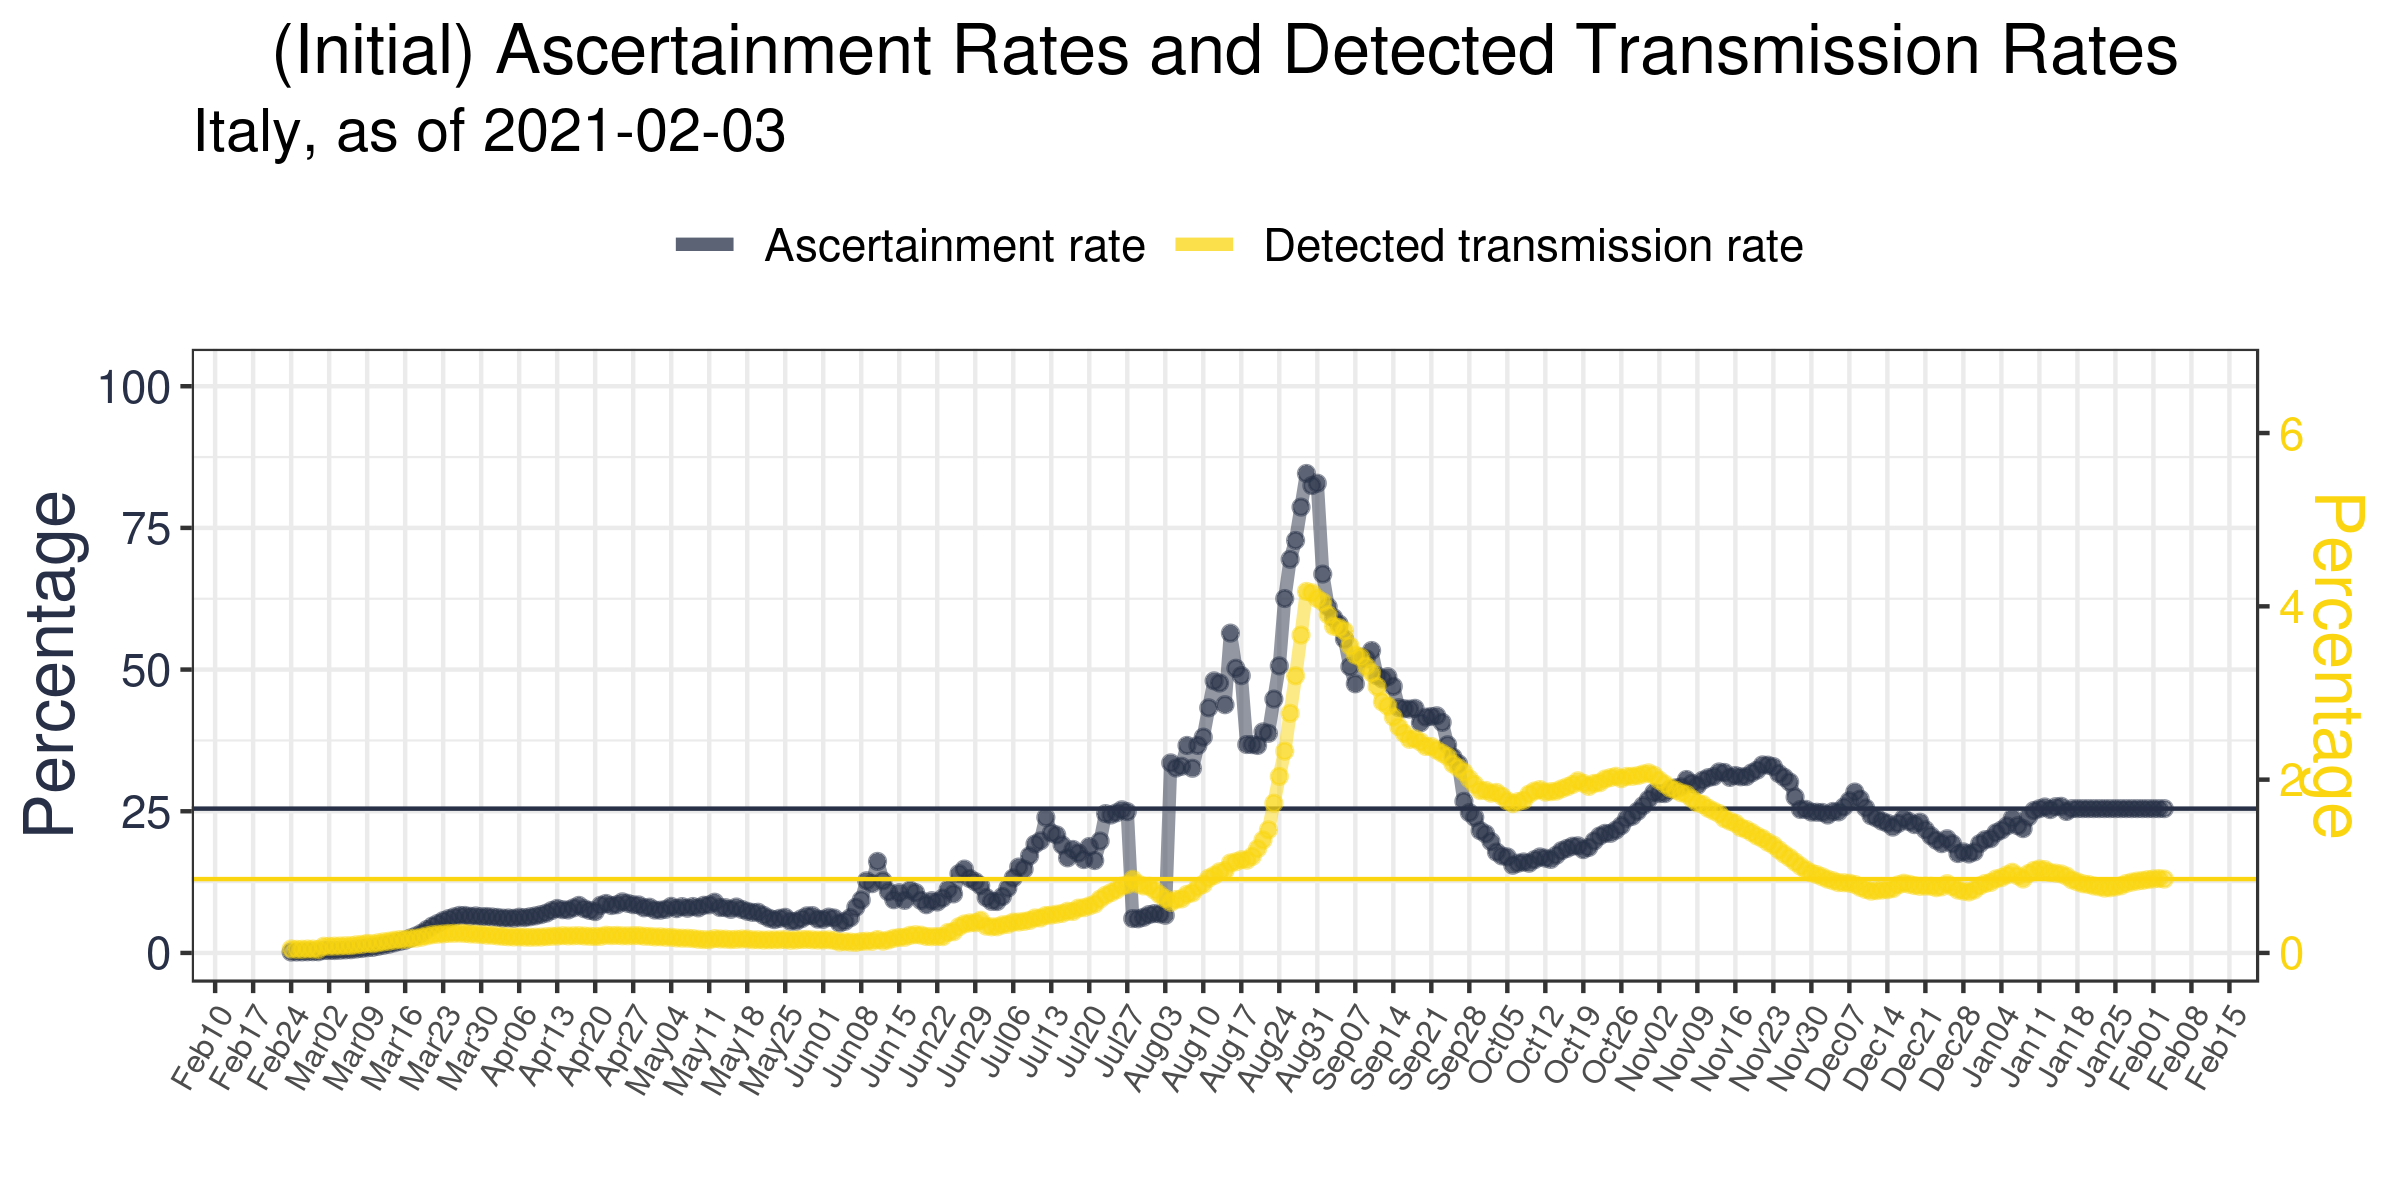 (Initial) Ascertainment Rates and Detected Transmission Rates
Italy, as of 2021-02-03
Ascertainment rate Detected transmission rate
Percentage
100
75
50
25
0
6
4
2
0
Percentage
Feb10 Feb17 Feb24 Mar02 Mar09 Mar16 Mar23 Mar30 Apr06 Apr13 Apr20 Apr27 May04 May11 May18 May25 Jun01 Jun08 Jun15 Jun22 Jun29 Jul06 Jul13 Jul20 Jul27 Aug03 Aug10 Aug17 Aug24 Aug31 Sep07 Sep14 Sep21 Sep28 Oct05 Oct12 Oct19 Oct26 Nov02 Nov09 Nov16 Nov23 Nov30 Dec07 Dec14 Dec21 Dec28 Jan04 Jan11 Jan18 Jan25 Feb01 Feb08 Feb15